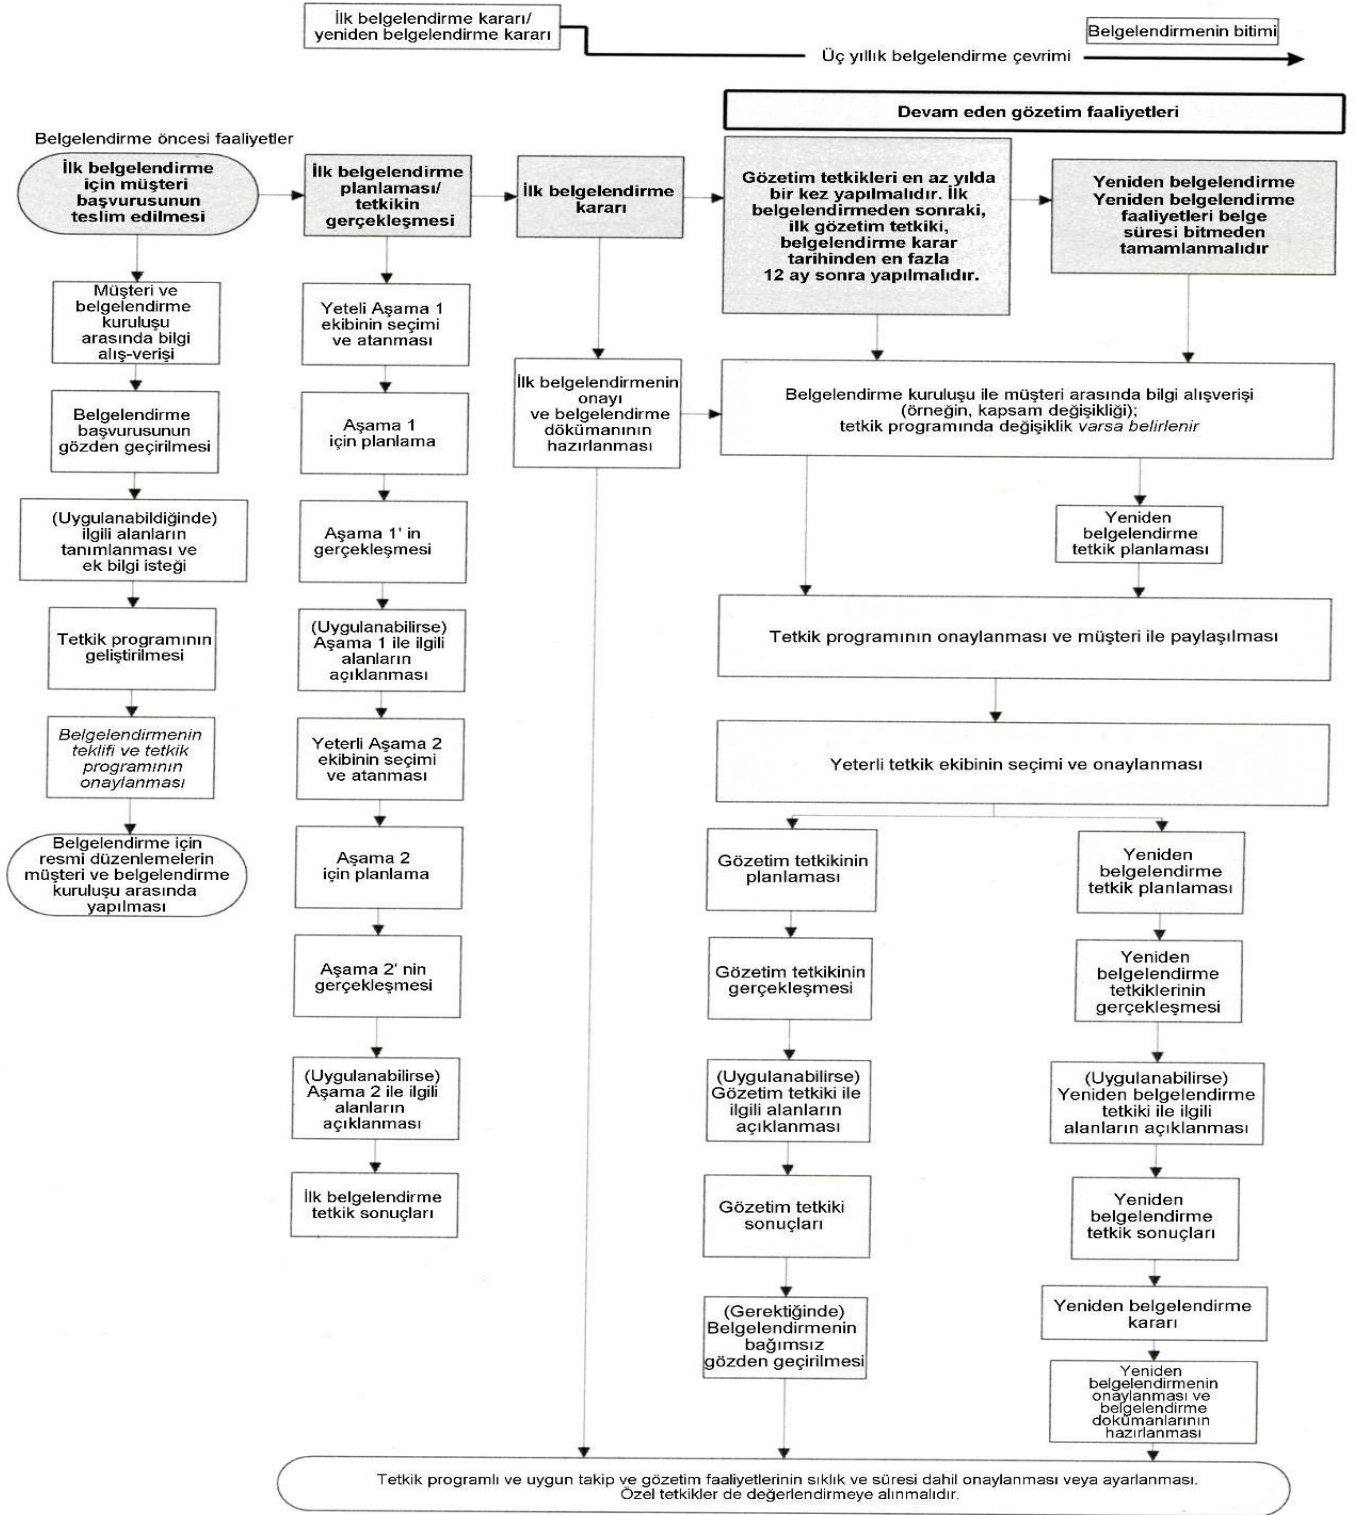 İlk belgelendirme kararı/
yeniden belgelendirme kararı
Belgelendirmenin bitimi
Üç yıllık belgelendirme çevrimi
Devam eden gözetim faaliyetleri
Belgelendirme öncesi faaliyetler
İlk belgelendirme
için müşteri
başvurusunun
teslim edilmesi
İlk belgelendirme
planlaması/
tetkikin
gerçekleşmesi
İlk belgelendirme
kararı
Gözetim tetkikleri en az yılda
bir kez yapılmalıdır. İlk
belgelendirmeden sonraki,
ilk gözetim tetkiki,
belgelendirme karar
tarihinden en fazla
12 ay sonra yapılmalıdır.
Yeniden belgelendirme
Yeniden belgelendirme
faaliyetleri belge
süresi bitmeden
tamamlanmalıdır
Müşteri ve
belgelendirme
kuruluşu
arasında bilgi
alış-verişi
Belgelendirme
başvurusunun
gözden geçirilmesi
(Uygulanabildiğinde)
ilgili alanların
tanımlanması ve
ek bilgi isteği
Tetkik programının
geliştirilmesi
Belgelendirmenin
teklifi ve tetkik
programının
onaylanması
Belgelendirme için
resmi düzenlemelerin
müşteri ve belgelendirme
kuruluşu arasında
yapılması
Yeteli Aşama 1
ekibinin seçimi
ve atanması
Aşama 1
için planlama
Aşama 1' in
gerçekleşmesi
(Uygulanabilirse)
Aşama 1 ile ilgili
alanların
açıklanması
Yeterli Aşama 2
ekibinin seçimi
ve atanması
Aşama 2
için planlama
Aşama 2' nin
gerçekleşmesi
(Uygulanabilirse)
Aşama 2 ile ilgili
alanların
açıklanması
İlk belgelendirme
tetkik sonuçları
İlk belgelendirmenin
onayı
ve belgelendirme
dökümanının
hazırlanması
Belgelendirme kuruluşu ile müşteri arasında bilgi alışverişi
(örneğin, kapsam değişikliği);
tetkik programında değişiklik varsa belirlenir
Yeniden
belgelendirme
tetkik planlaması
Tetkik programının onaylanması ve müşteri ile paylaşılması
Yeterli tetkik ekibinin seçimi ve onaylanması
Gözetim tetkikinin
planlaması
Gözetim tetkikinin
gerçekleşmesi
(Uygulanabilirse)
Gözetim tetkiki ile
ilgili alanların
açıklanması
Gözetim tetkiki
sonuçları
(Gerektiğinde)
Belgelendirmenin
bağımsız
gözden geçirilmesi
Yeniden
belgelendirme
tetkik planlaması
Yeniden
belgelendirme
tetkiklerinin
gerçekleşmesi
(Uygulanabilirse)
Yeniden belgelendirme
tetkiki ile ilgili
alanların açıklanması
Yeniden
belgelendirme
tetkik sonuçları
Yeniden belgelendirme
kararı
Yeniden
belgelendirmenin
onaylanması ve
belgelendirme
dokümanlarının
hazırlanması
Tetkik programlı ve uygun takip ve gözetim faaliyetlerinin sıklık ve süresi dahil onaylanması veya ayarlanması.
Özel tetkikler de değerlendirmeye alınmalıdır.